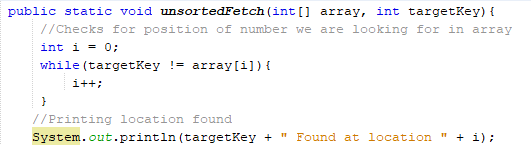 public static void unsortedFetch(int[] array, int targetKey){
//Checks for position of number we are looking for in array
int i = 0;
while(targetKey != array[i]){
i++;
}
//Printing location found
System.out.println(targetKey + " Found at location " + i);